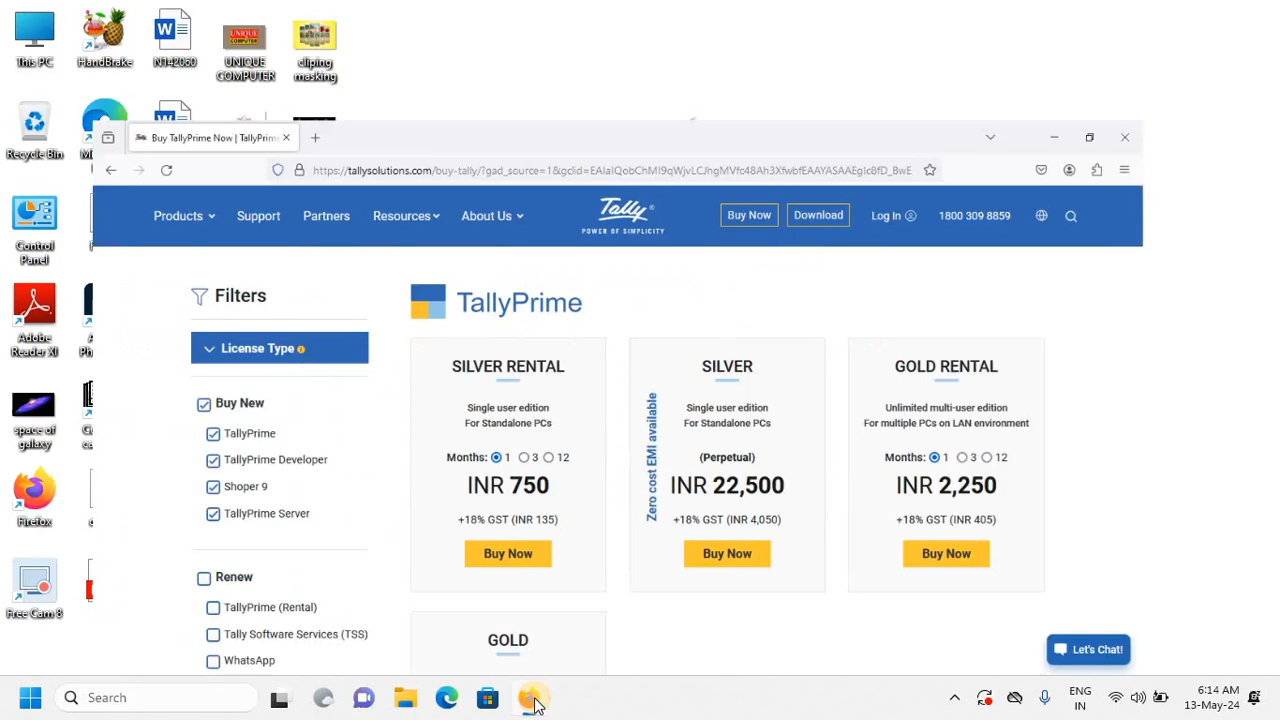 This PC
HandBrake
N142060
UNIQUE COMPUTER
UNIQUE
COMPUTER
cliping
masking
Recycle Bin
Buy TallyPrime Now | TallyPrime
https://tallysolutions.com/buy-tally/?gad_source=1&gclid=
Products
Support
Partners
Resources
About Us
Tally
POWER OF SIMPLICITY
Buy Now
Download
Log In
1800 309 8859
Control
Panel
Adobe
Reader XI
space of
galaxy
Firefox
Free Cam 8
Filters
License Type
Buy New
TallyPrime
TallyPrime Developer
Shoper 9
TallyPrime Server
Renew
TallyPrime (Rental)
Tally Software Services (TSS)
WhatsApp
TallyPrime
SILVER RENTAL
Single user edition
For Standalone PCs
Months: 1 3 12
INR 750
+18% GST (INR 135)
Buy Now
Zero cost EMI available
SILVER
Single user edition
For Standalone PCs
(Perpetual)
INR 22,500
+18% GST (INR 4,050)
Buy Now
GOLD RENTAL
Unlimited multi-user edition
For multiple PCs on LAN environment
Months: 1 3 12
INR 2,250
+18% GST (INR 405)
Buy Now
GOLD
Let's Chat!
Search
ENG
IN
6:14 AM
13-May-24